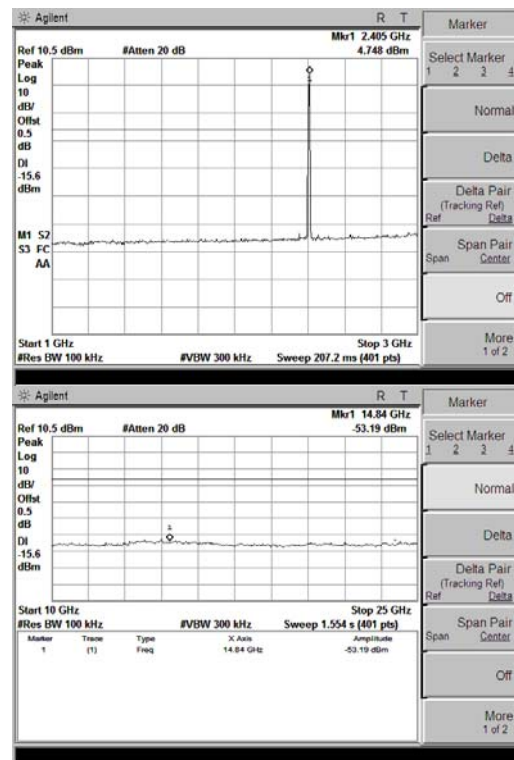 Agilent R T
Mkr1 2.405 GHz
Ref 10.5 dBm #Atten 20 dB 4.748 dBm
Peak
Log
10
dB/
Offst
0.5
dB
DI
-15.6
dBm
1
M1 S2
S3 FC
AA
Start 1 GHz Stop 3 GHz
#Res BW 100 kHz #VBW 300 kHz Sweep 207.2 ms (401 pts)
Marker
Select Marker
1 2 3 4
Normal
Delta
Delta Pair
(Tracking Ref)
Ref Delta
Span Pair
Span Center
Off
More
1 of 2
Agilent R T
Mkr1 14.84 GHz
Ref 10.5 dBm #Atten 20 dB -53.19 dBm
Peak
Log
10
dB/
Offst
0.5
dB
DI
-15.6
dBm
1
Start 10 GHz Stop 25 GHz
#Res BW 100 kHz #VBW 300 kHz Sweep 1.554 s (401 pts)
Marker Trace Type X Axis Amplitude
1 (1) Freq 14.84 GHz -53.19 dBm
Marker
Select Marker
1 2 3 4
Normal
Delta
Delta Pair
(Tracking Ref)
Ref Delta
Span Pair
Span Center
Off
More
1 of 2